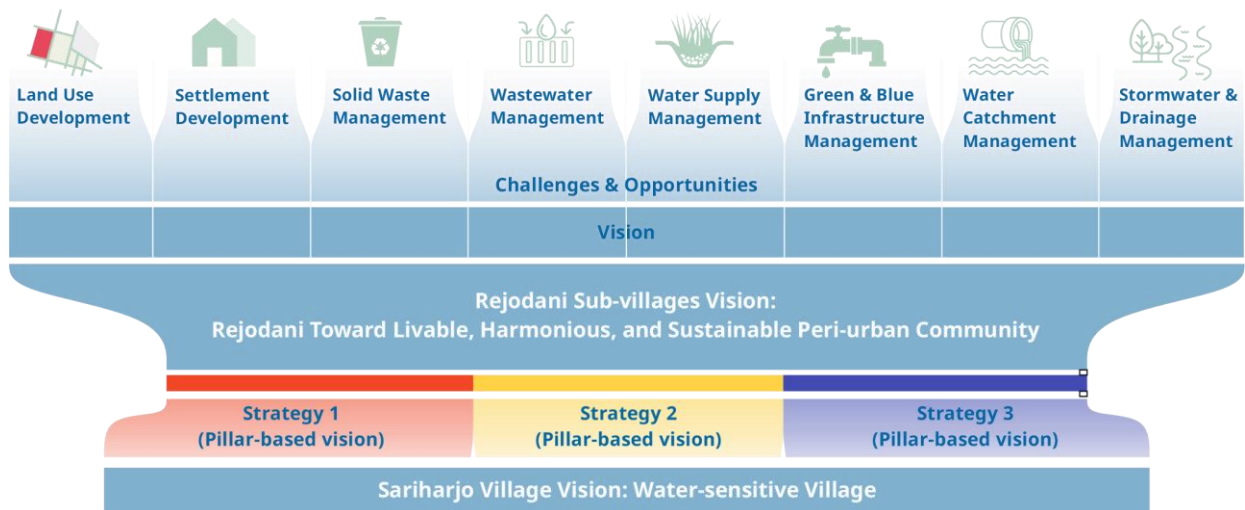 Land Use
Development
Settlement
Development
Solid Waste
Management
Wastewater
Management
Water Supply
Management
Green & Blue
Infrastructure
Management
Water
Catchment
Management
Stormwater &
Drainage
Management
Challenges & Opportunities
Vision
Rejodani Sub-villages Vision:
Rejodani Toward Livable, Harmonious, and Sustainable Peri-urban Community
Strategy 1
(Pillar-based vision)
Strategy 2
(Pillar-based vision)
Strategy 3
(Pillar-based vision)
Sariharjo Village Vision: Water-sensitive Village